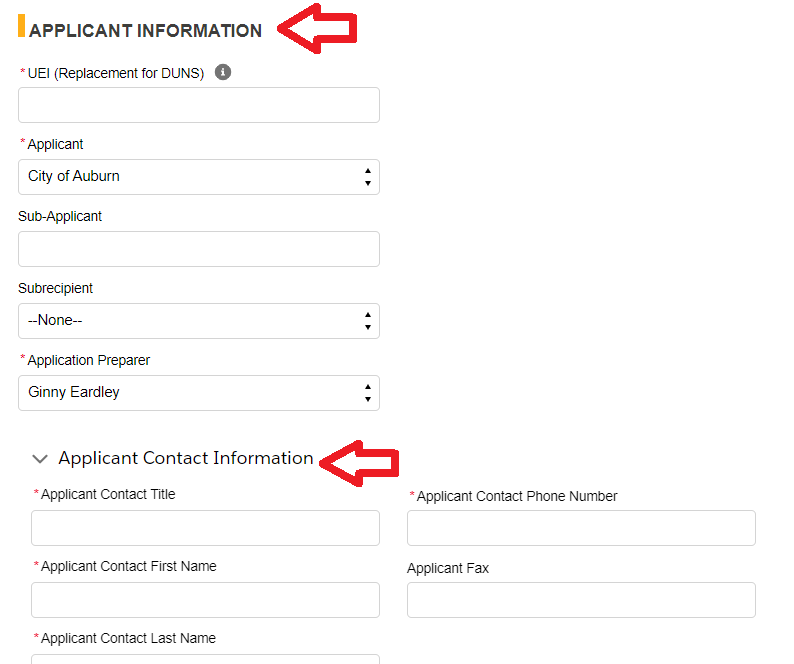 APPLICANT INFORMATION
* UEI (Replacement for DUNS) i
* Applicant
City of Auburn
Sub-Applicant
Subrecipient
--None--
* Application Preparer
Ginny Eardley
Applicant Contact Information
* Applicant Contact Title
* Applicant Contact Phone Number
* Applicant Contact First Name
Applicant Fax
* Applicant Contact Last Name